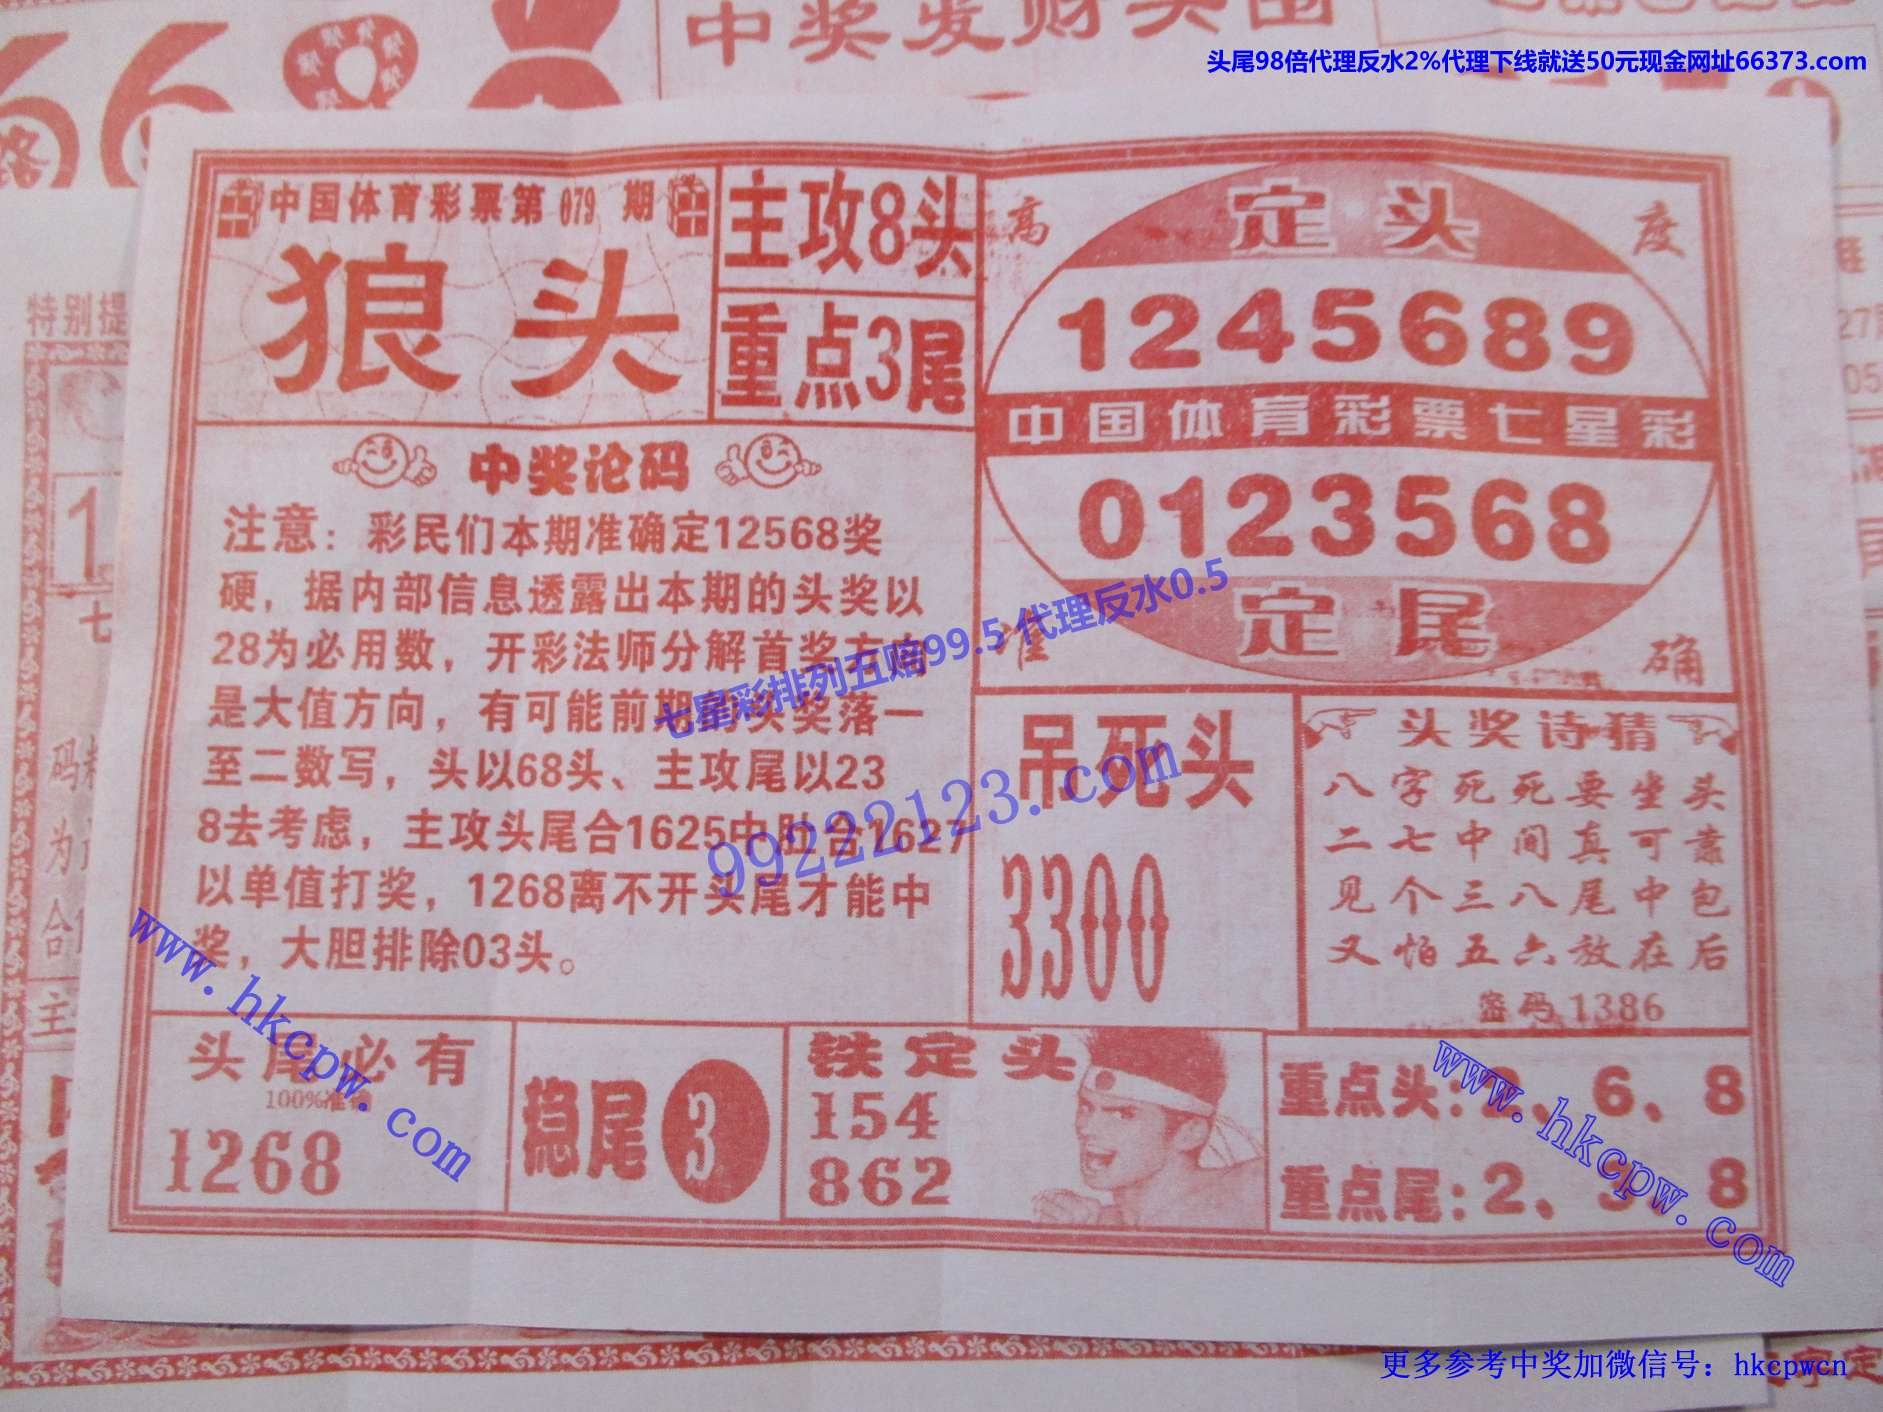 中奖发财
头尾98倍代理反水2%代理下线就送50元现金网址66373.com
特别提
中国体育彩票第 079 期
狼头
主攻8头
重点3尾
高 度
定头
1245689
中国体育彩票七星彩
0123568
定尾
准 确
中奖论码
注意：彩民们本期准确定12568奖
硬，据内部信息透露出本期的头奖以
28为必用数，开彩法师分解首奖方
是大值方向，有可能前期 头奖落一
至二数写，头以68头、主攻尾以23
8去考虑，主攻头尾合1625中肚合1627
以单值打奖，1268离不开头尾才能中
奖，大胆排除03头。
七星彩排列五赔99.5 代理反水0.5
99222123.com
吊死头
3300
头奖诗猜
八字死死要坐头
二七中间真可靠
见个三八尾中包
又怕五六放在后
密码1386
头尾必有
100%准确
1268
稳尾 3
铁定头
154
862
重点头:2、6、8
重点尾:2、3、8
www.hkcpw.com
www.hkcpw.com
更多参考中奖加微信号：hkcpwcn